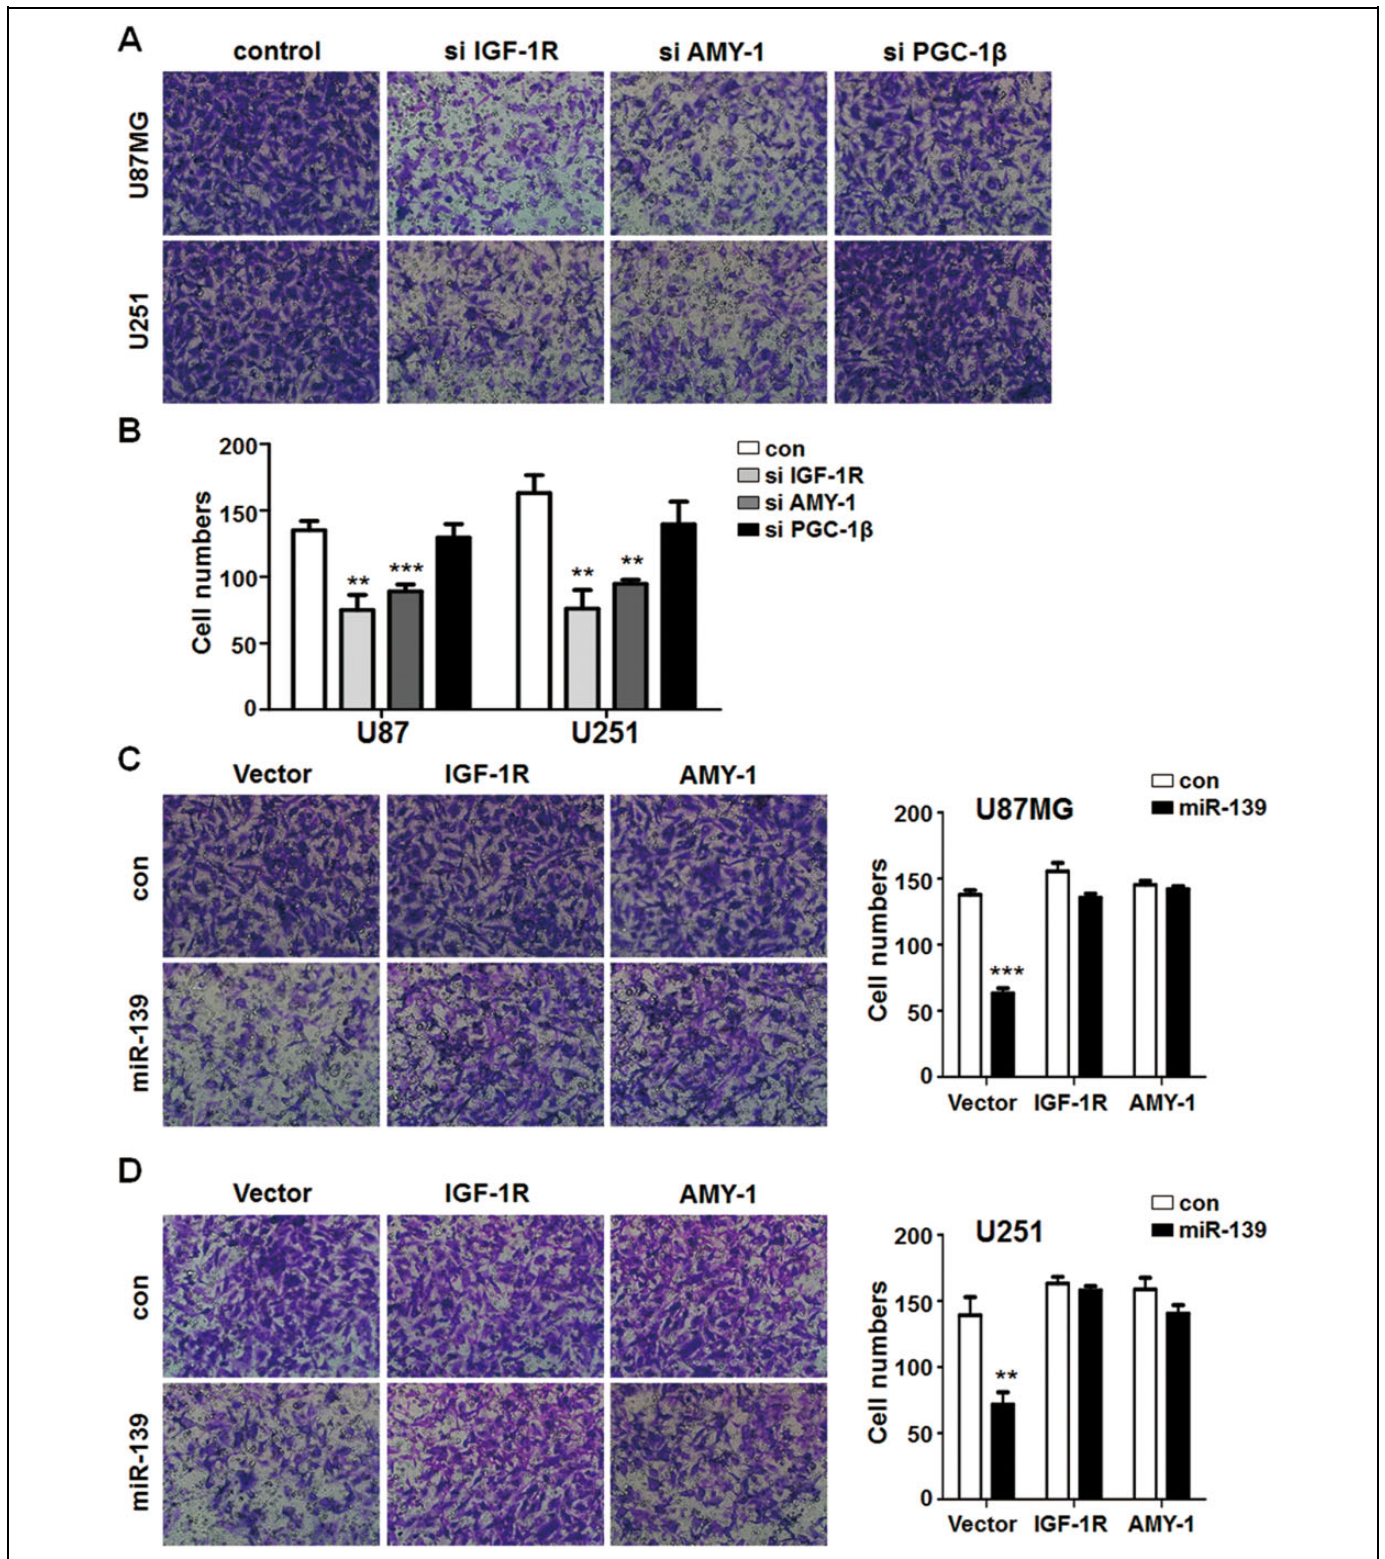 A
control si IGF-1R si AMY-1 si PGC-1β
U87MG
U251
B
200
150
100
50
0
Cell numbers
** *** ** **
U87 U251
con
si IGF-1R
si AMY-1
si PGC-1β
C
Vector IGF-1R AMY-1
con
miR-139
U87MG
con
miR-139
200
150
100
50
0
Cell numbers
***
Vector IGF-1R AMY-1
D
Vector IGF-1R AMY-1
con
miR-139
U251
con
miR-139
200
150
100
50
0
Cell numbers
**
Vector IGF-1R AMY-1